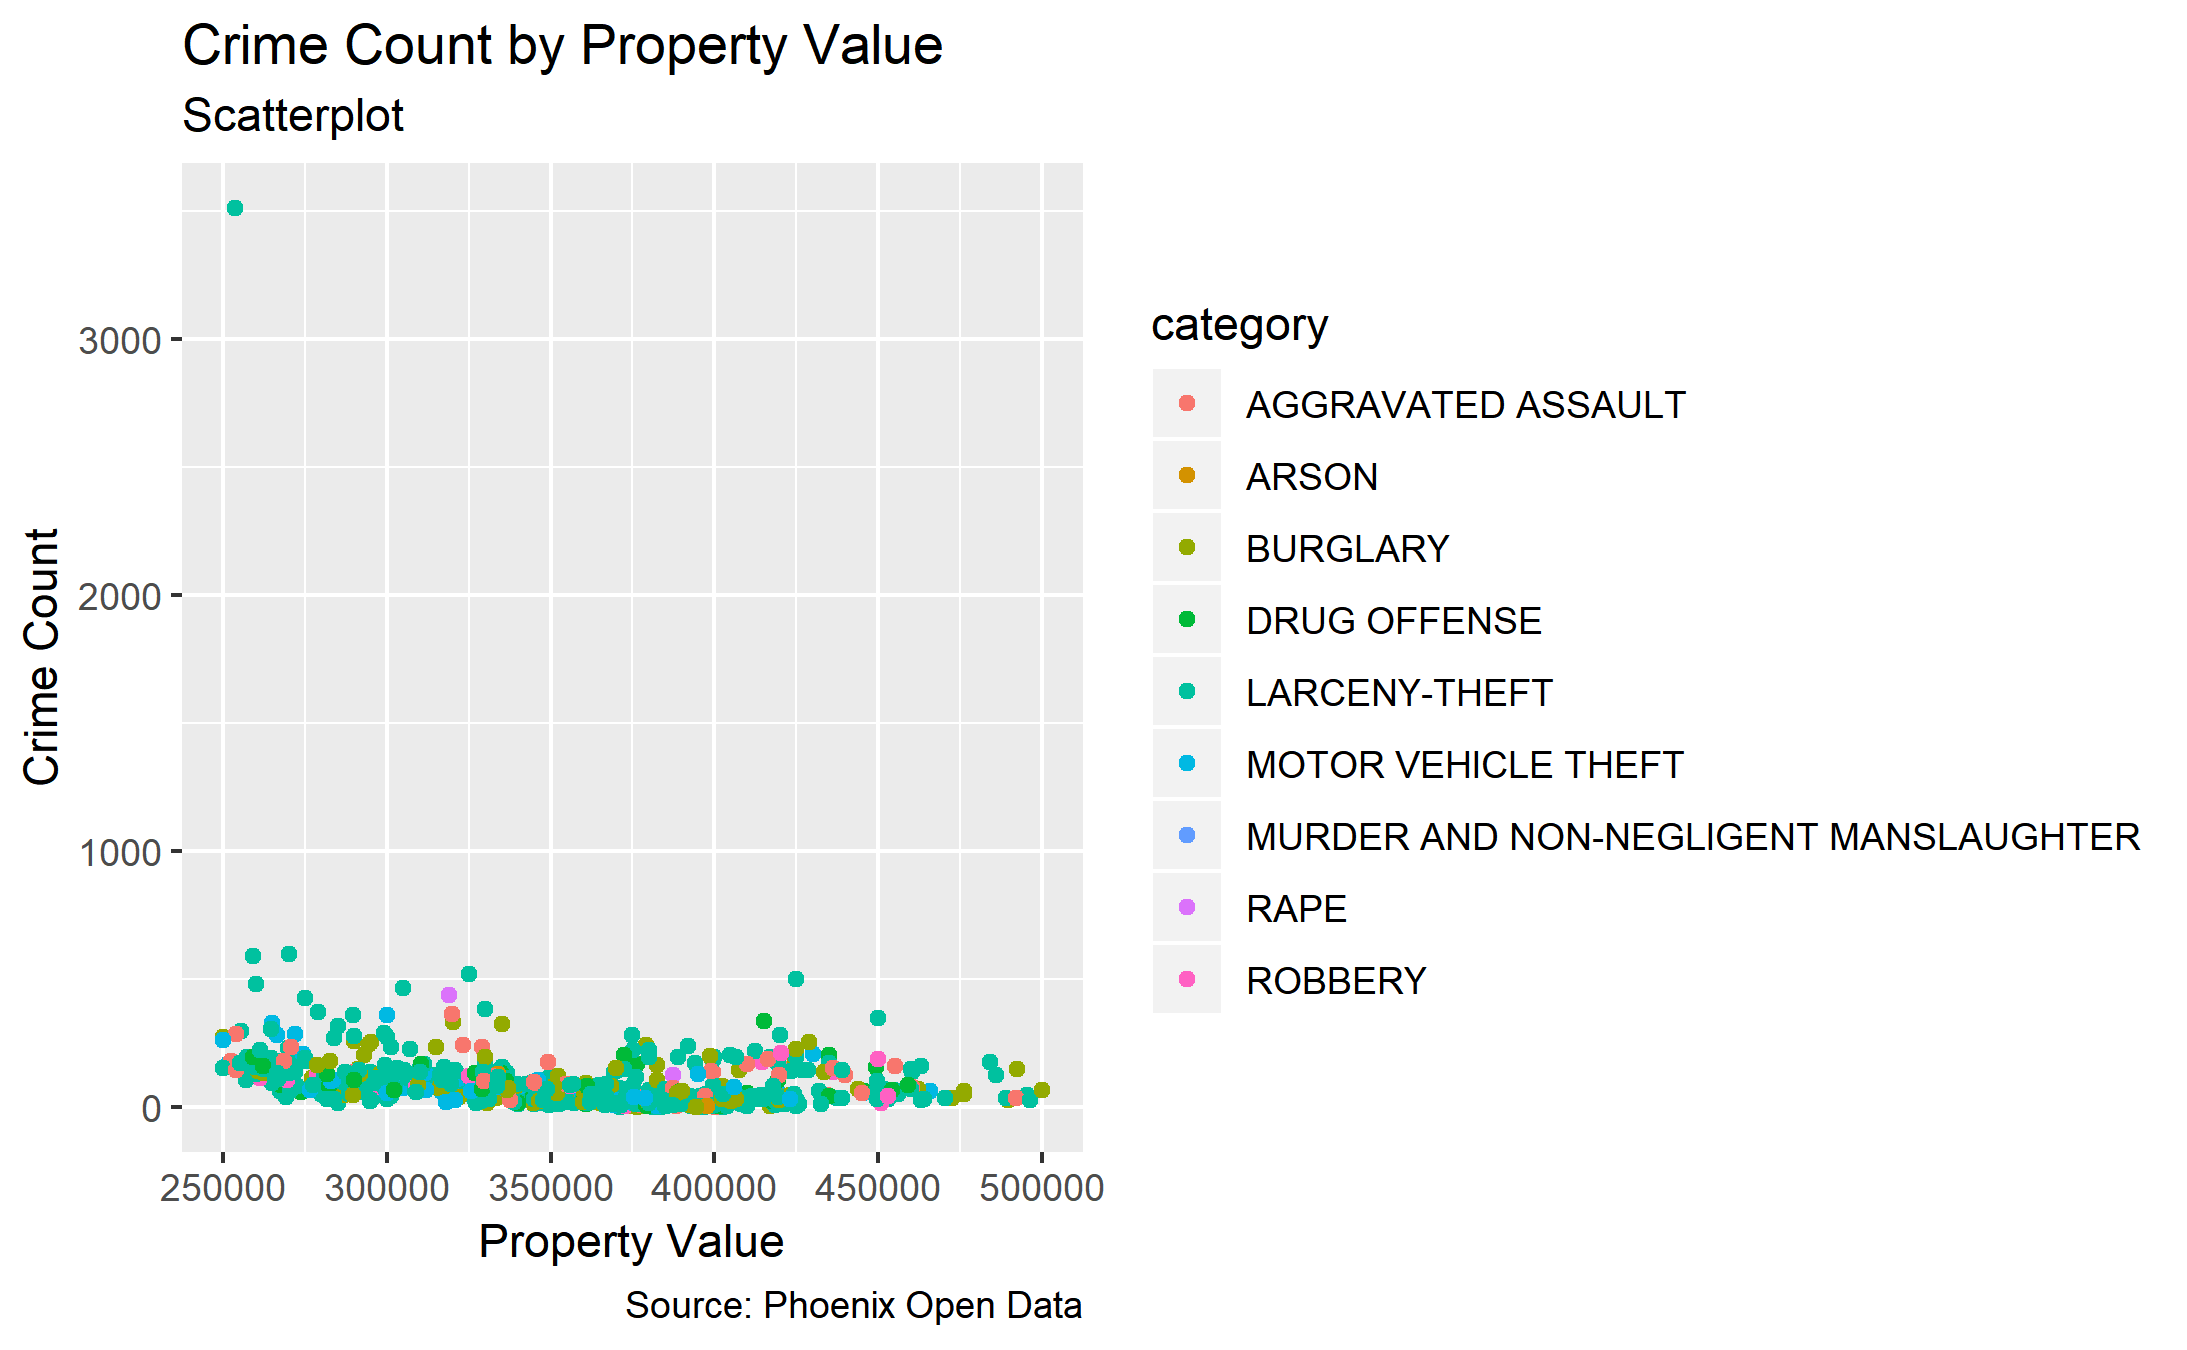 Crime Count by Property Value
Scatterplot
Crime Count
3000
2000
1000
0
250000 300000 350000 400000 450000 500000
Property Value
Source: Phoenix Open Data
category
AGGRAVATED ASSAULT
ARSON
BURGLARY
DRUG OFFENSE
LARCENY-THEFT
MOTOR VEHICLE THEFT
MURDER AND NON-NEGLIGENT MANSLAUGHTER
RAPE
ROBBERY